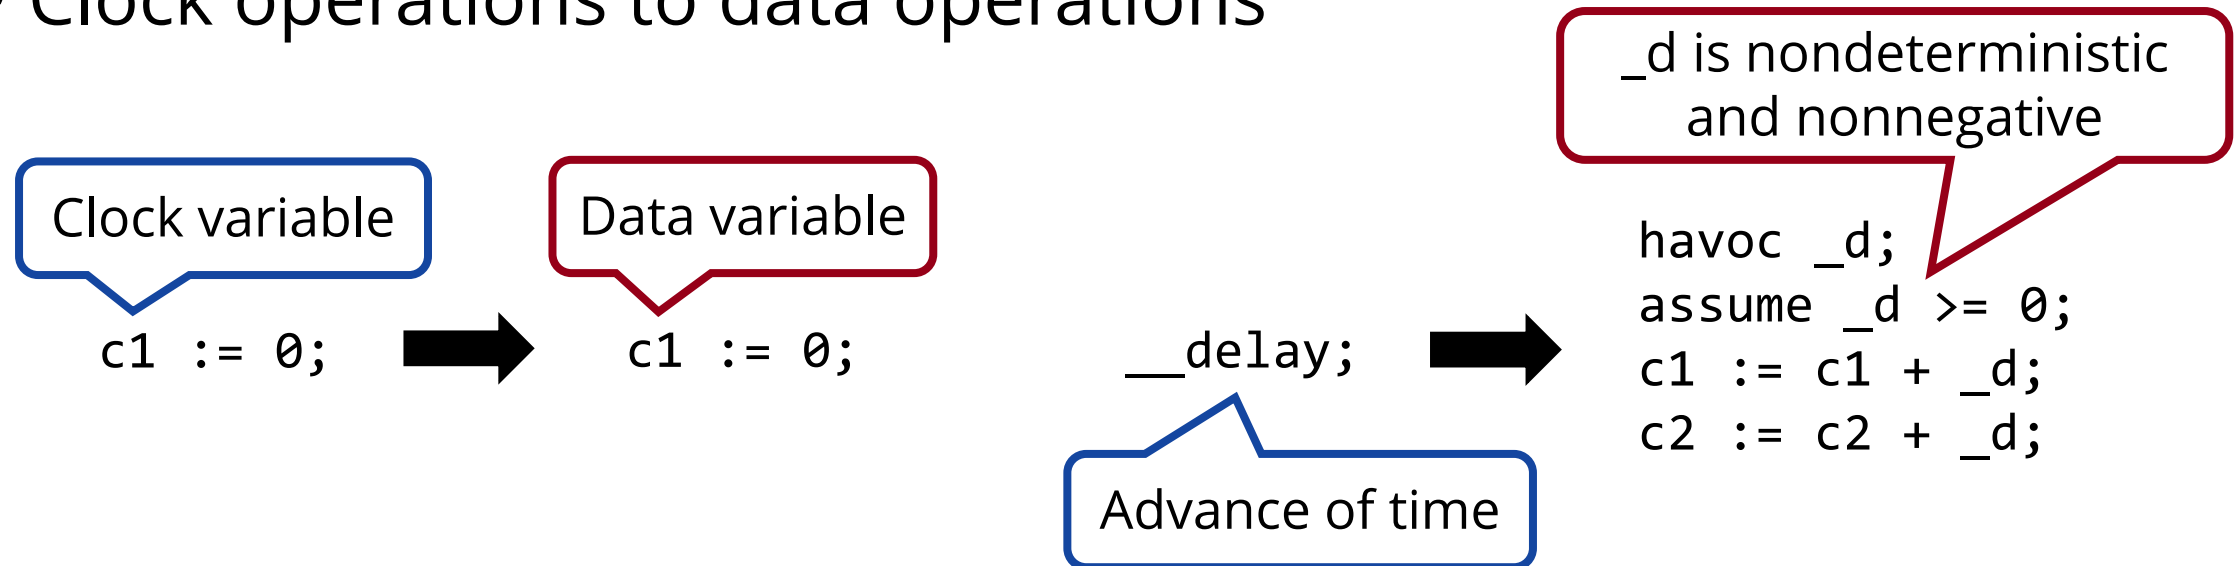 Clock operations to data operations
_d is nondeterministic
and nonnegative
Clock variable
Data variable
c1 := 0;
c1 := 0;
__delay;
havoc _d;
assume _d >= 0;
c1 := c1 + _d;
c2 := c2 + _d;
Advance of time